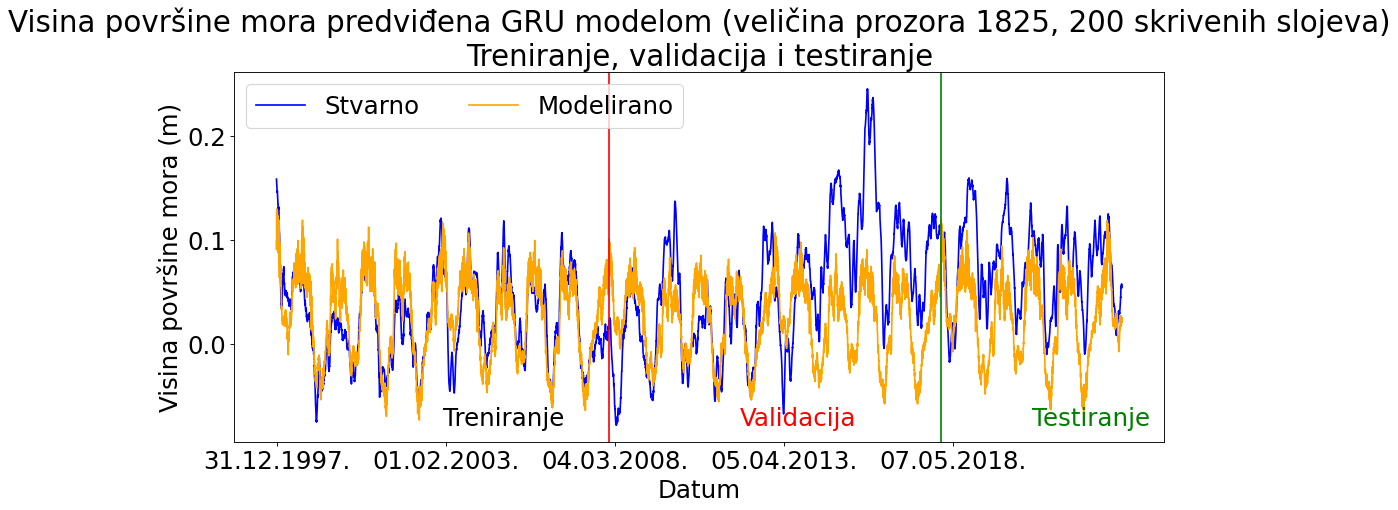 Visina površine mora predviđena GRU modelom (veličina prozora 1825, 200 skrivenih slojeva)
Treniranje, validacija i testiranje
Stvarno
Modelirano
Visina površine mora (m)
0.2
0.1
0.0
Treniranje
Validacija
Testiranje
31.12.1997.
01.02.2003.
04.03.2008.
05.04.2013.
07.05.2018.
Datum